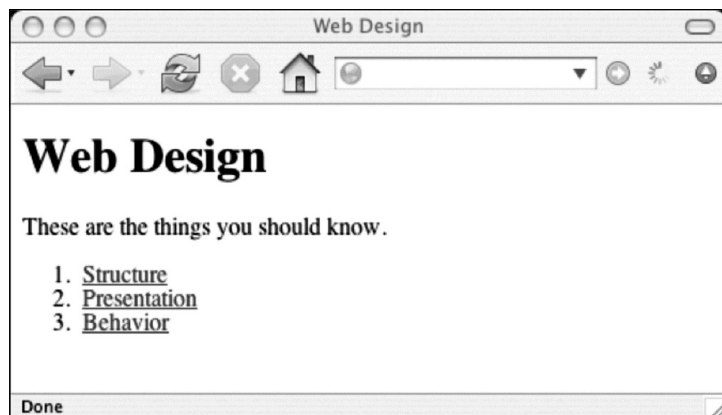 Web Design
Web Design
These are the things you should know.
1. Structure
2. Presentation
3. Behavior
Done